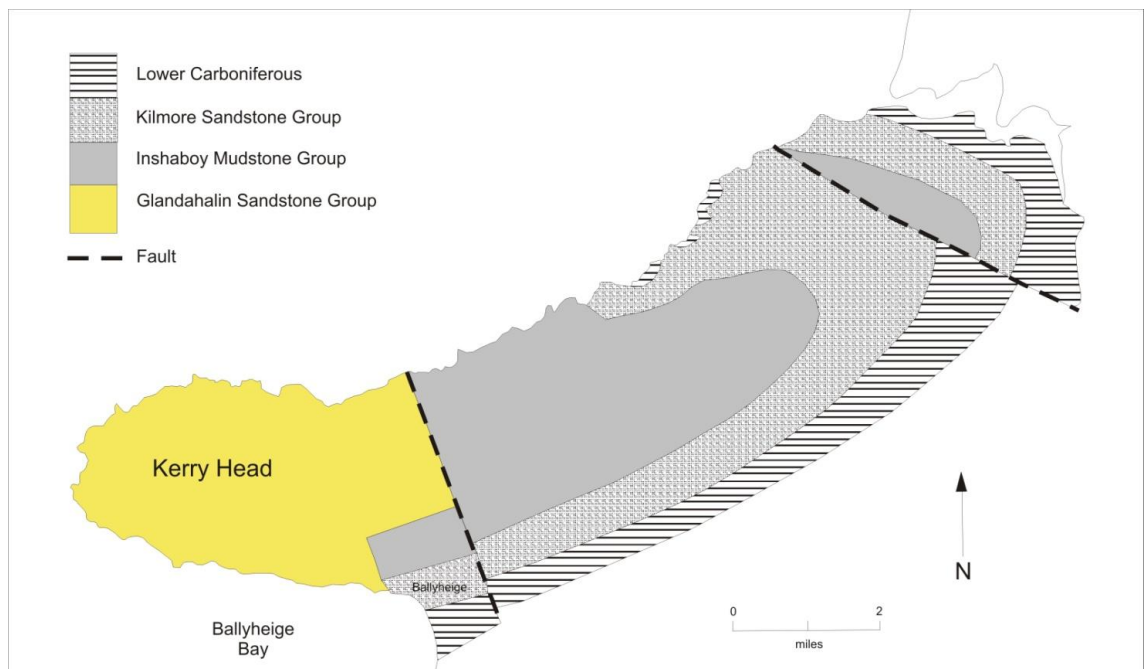 Lower Carboniferous
Kilmore Sandstone Group
Inshaboy Mudstone Group
Glandahalin Sandstone Group
Fault
Kerry Head
Ballyheige
Ballyheige
Bay
N
0 2
miles